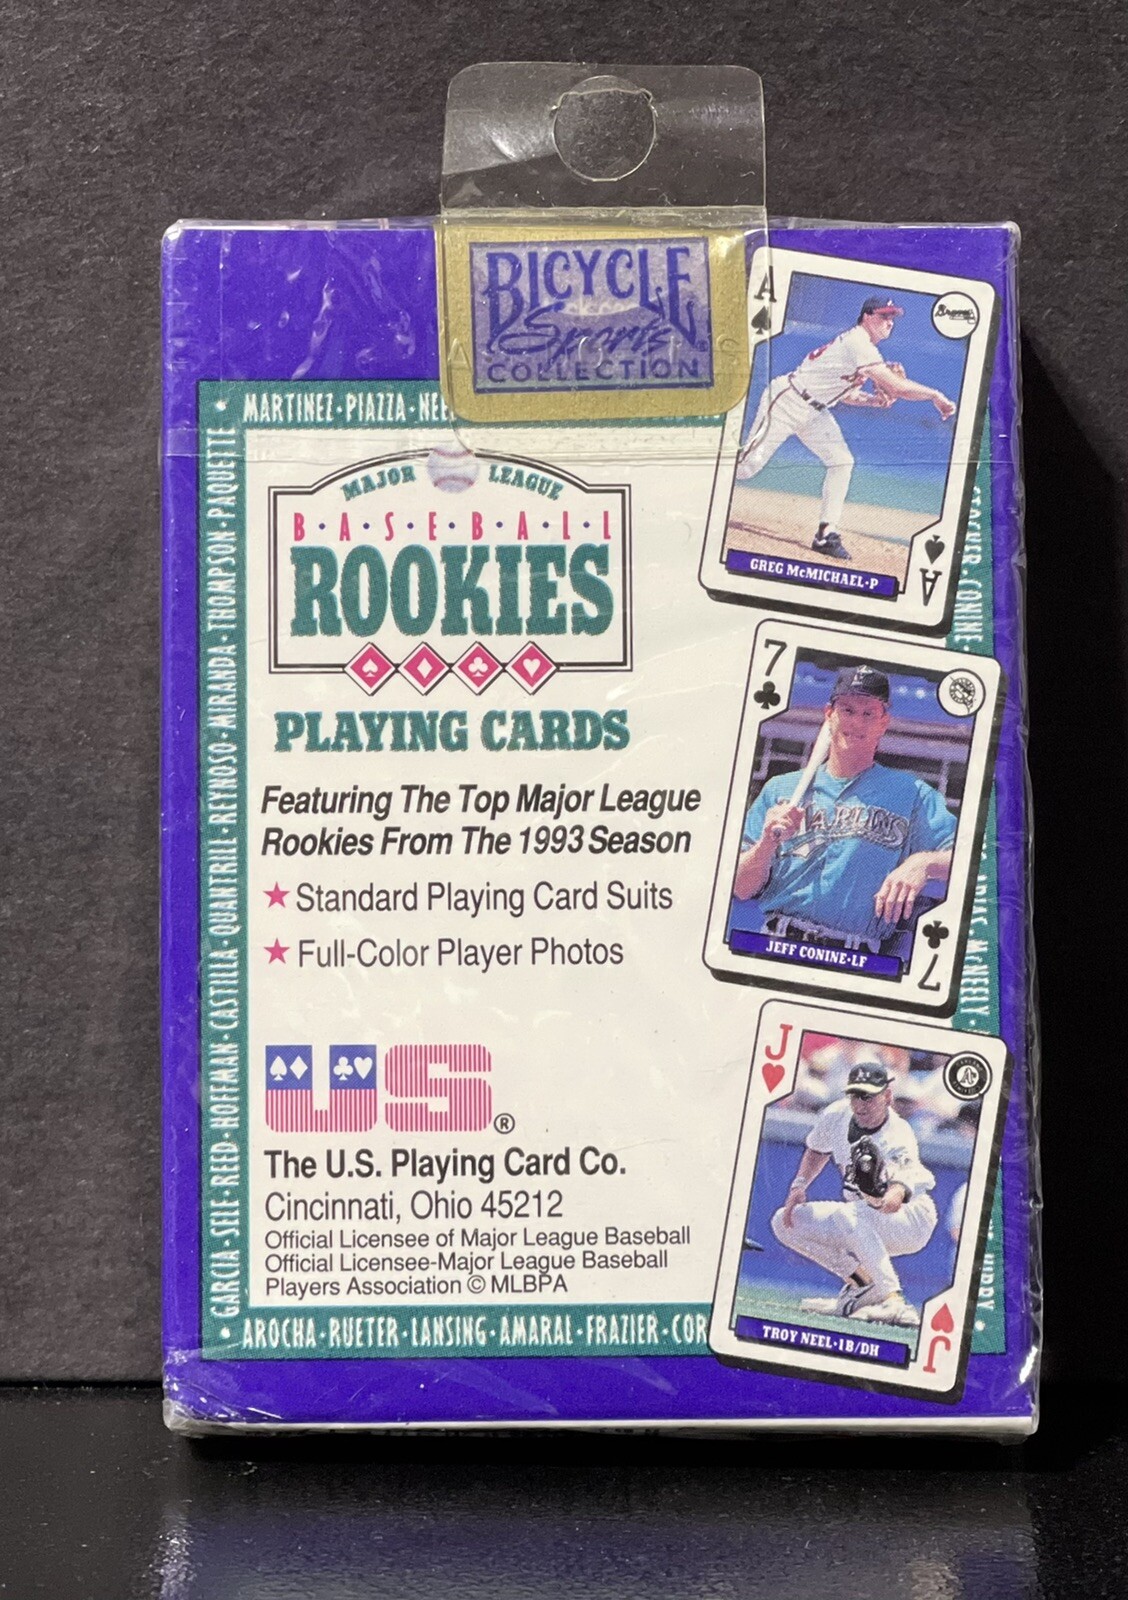 BICYCLE
Sports
COLLECTION
MARTINEZ·PIAZZA·
MAJOR LEAGUE
B·A·S·E·B·A·L·L
ROOKIES
PLAYING CARDS
Featuring The Top Major League
Rookies From The 1993 Season
★ Standard Playing Card Suits
★ Full-Color Player Photos
US®
The U.S. Playing Card Co.
Cincinnati, Ohio 45212
Official Licensee of Major League Baseball
Official Licensee-Major League Baseball
Players Association © MLBPA
GARCIA·SELE·REED·HOFFMAN·CASTILLA·QUANTRILL·REYNOSO·MIRANDA·THOMPSON·PAQUETTE
AROCHA·RUETER·LANSING·AMARAL·FRAZIER·COR
A
Braves
GREG McMICHAEL·P
A
7
MARLINS
JEFF CONINE·LF
7
J
A's
TROY NEEL·1B/DH
J
STOCKER·CONINE·
McNEELY·